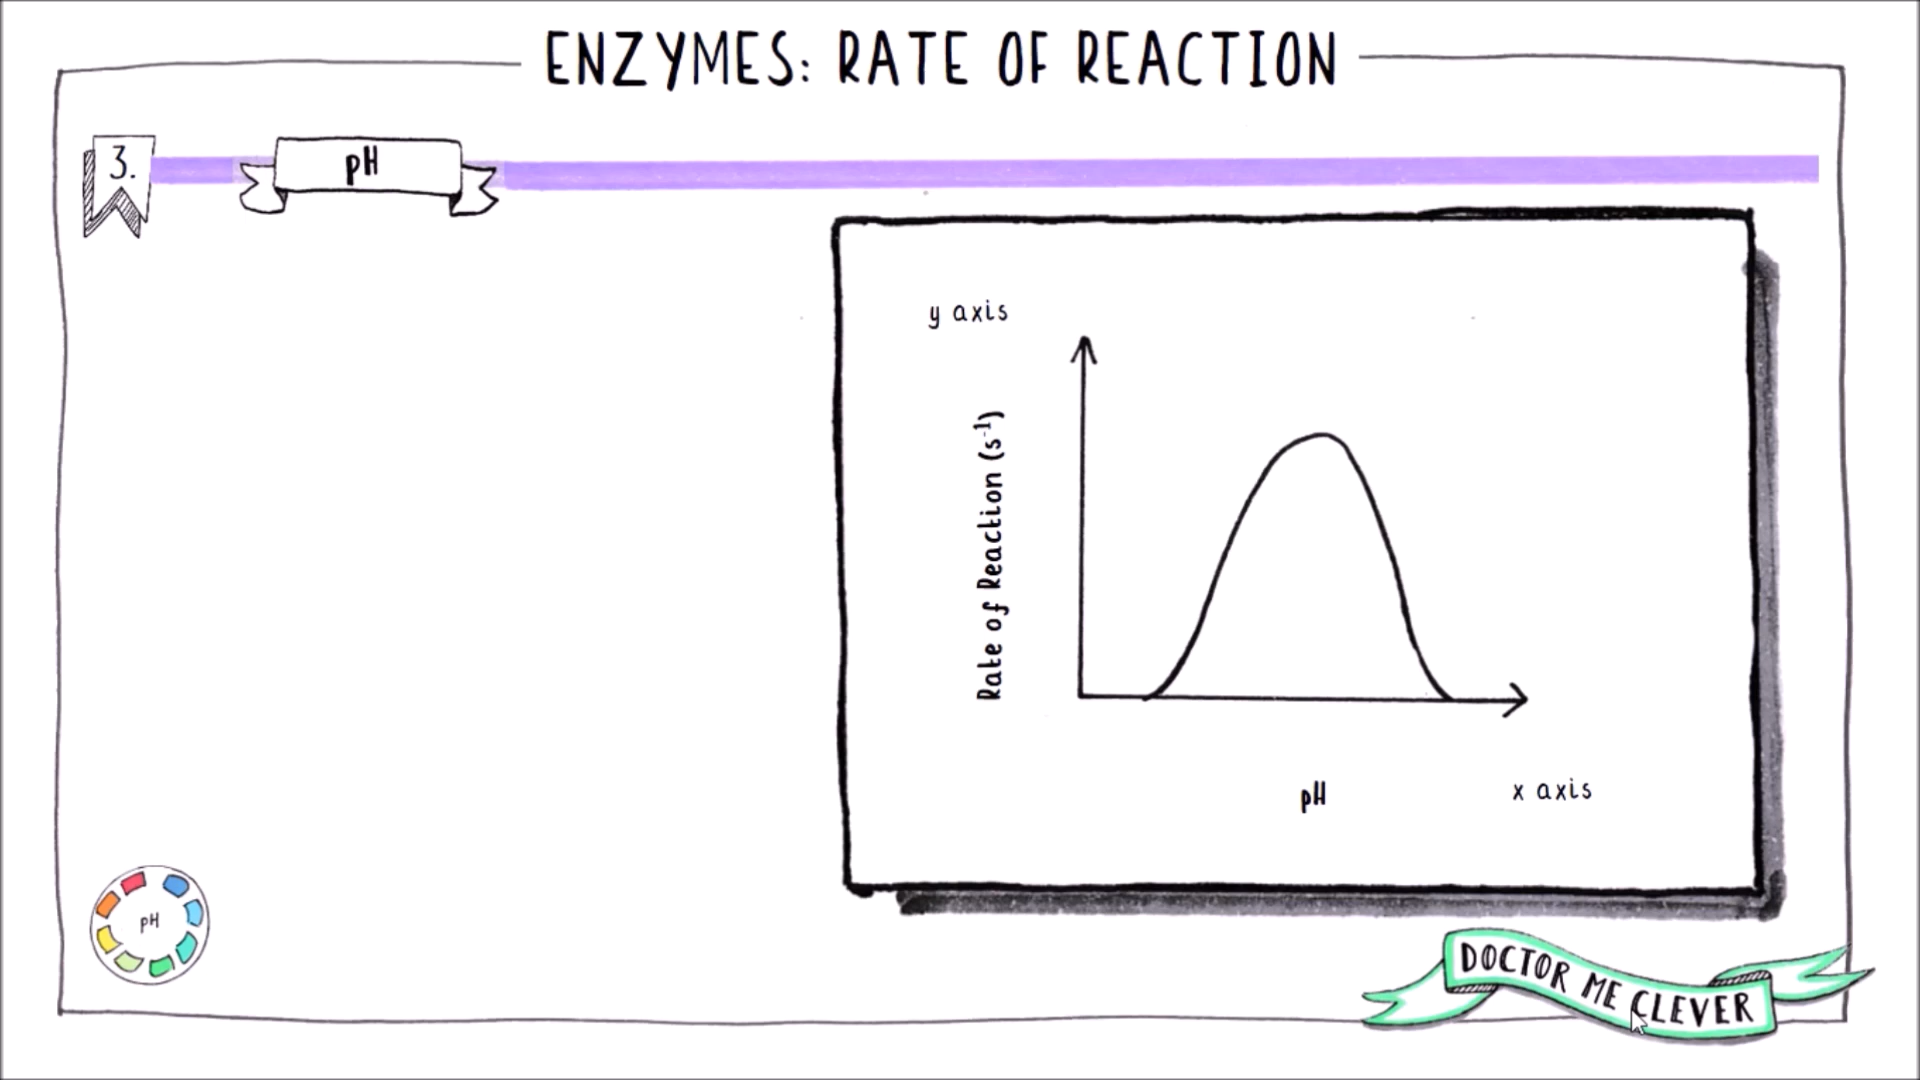 ENZYMES: RATE OF REACTION
3.
pH
y axis
Rate of Reaction (s⁻¹)
pH
x axis
pH
DOCTOR ME CLEVER